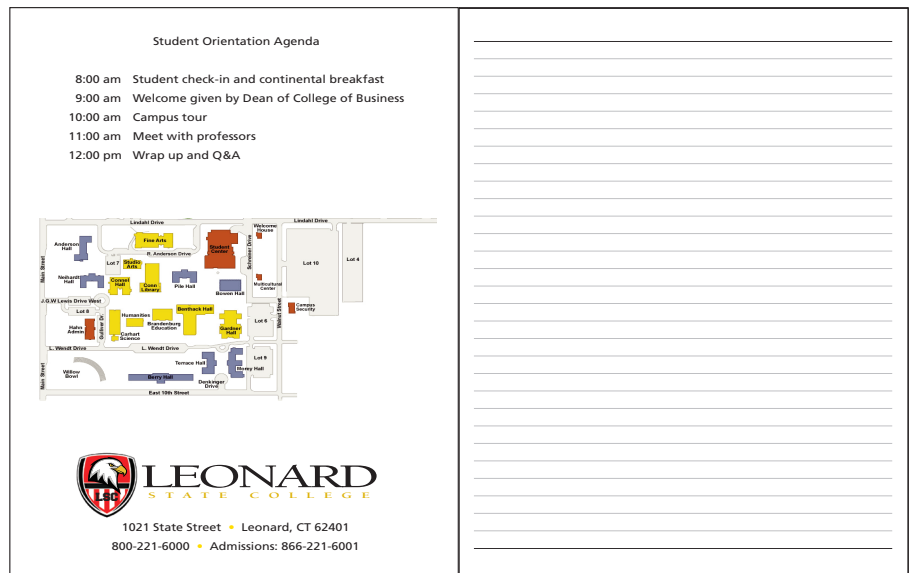 Student Orientation Agenda
8:00 am Student check-in and continental breakfast
9:00 am Welcome given by Dean of College of Business
10:00 am Campus tour
11:00 am Meet with professors
12:00 pm Wrap up and Q&A
Lindahl Drive
Lindahl Drive
Welcome
House
Anderson
Hall
Fine Arts
Student
Center
Schreiner Drive
R. Anderson Drive
Main Street
Lot 7
Studio
Arts
Lot 10
Lot 4
Neihardt
Hall
Connel
Hall
Conn
Library
Pile Hall
Bowen Hall
Multicultural
Center
J.G.W Lewis Drive West
Lot 8
Gulliver Dr.
Humanities
Benthack Hall
Walnut Street
Campus
Security
Hahn
Admin
Brandenburg
Education
Gardner
Hall
Lot 6
Carhart
Science
L. Wendt Drive
L. Wendt Drive
Lot 9
Terrace Hall
Morey Hall
Willow
Bowl
Main Street
Berry Hall
Denkinger
Drive
East 10th Street
LSC
LEONARD
STATE COLLEGE
1021 State Street • Leonard, CT 62401
800-221-6000 • Admissions: 866-221-6001